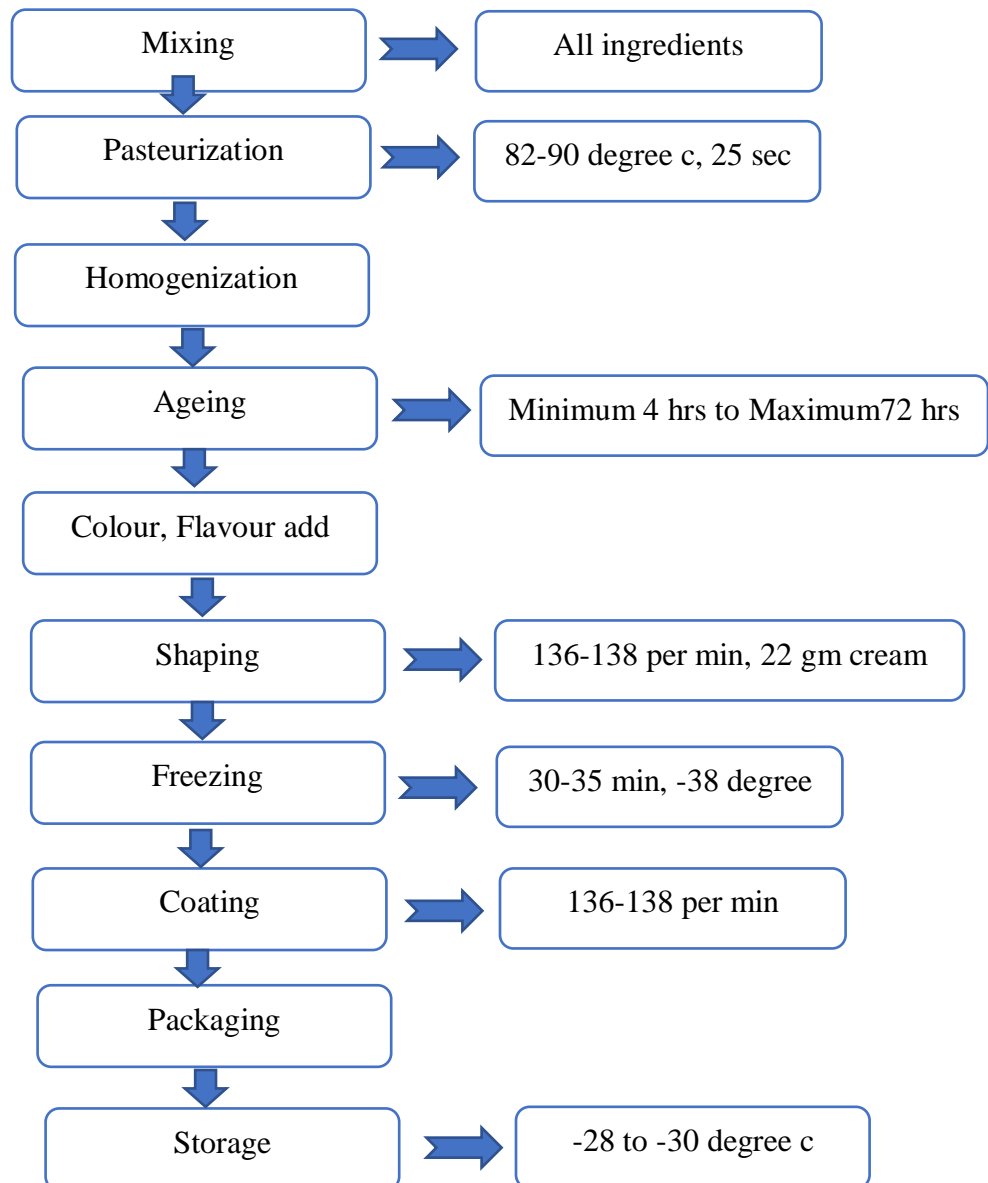 Mixing
All ingredients
Pasteurization
82-90 degree c, 25 sec
Homogenization
Ageing
Minimum 4 hrs to Maximum72 hrs
Colour, Flavour add
Shaping
136-138 per min, 22 gm cream
Freezing
30-35 min, -38 degree
Coating
136-138 per min
Packaging
Storage
-28 to -30 degree c